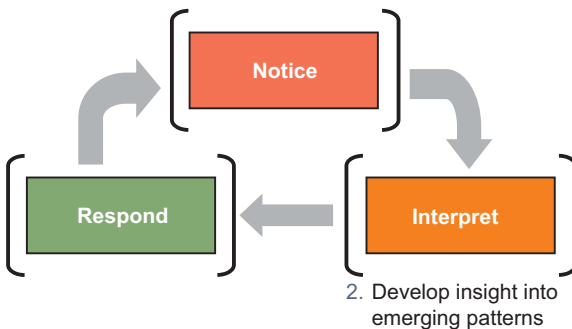 Notice
Respond
Interpret
2. Develop insight into
emerging patterns